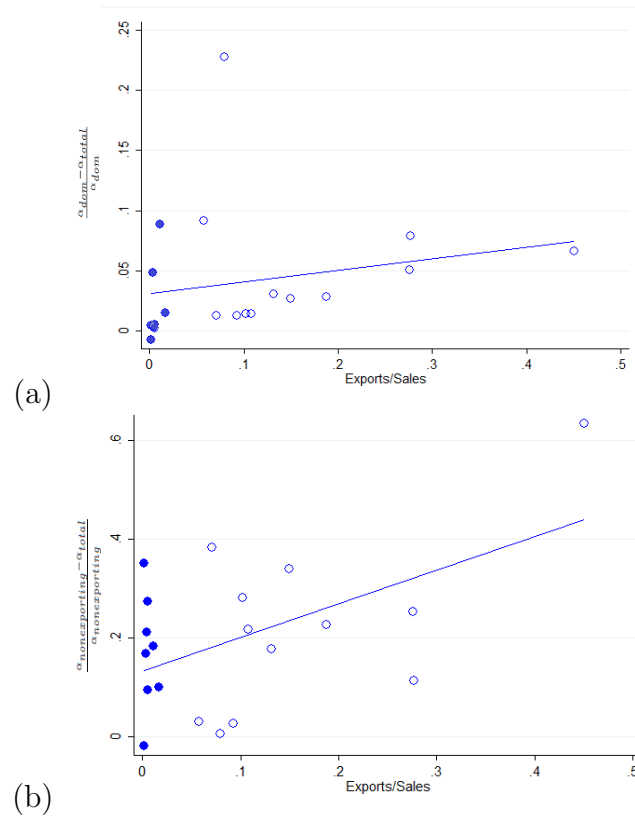 .25
.2
.15
.1
.05
0
α_dom−α_total
α_dom
0 .1 .2 .3 .4 .5
Exports/Sales
(a)
.6
.4
.2
0
α_nonexporting−α_total
α_nonexporting
0 .1 .2 .3 .4 .5
Exports/Sales
(b)